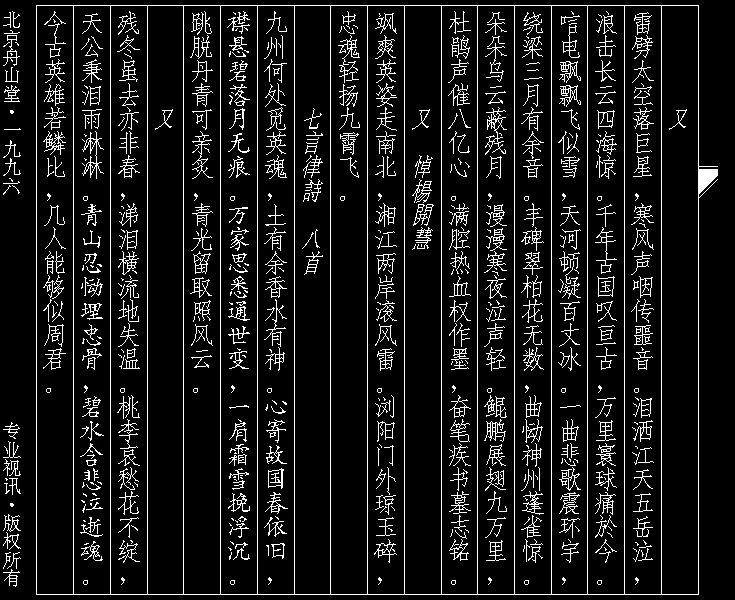 又
雷劈太空落巨星,寒风声咽传噩音。泪洒江天五岳泣,
浪击长云四海惊。千年古国叹亘古,万里寰球痛於今。
唁电飘飘飞似雪,天河顿凝百丈冰。一曲悲歌震环宇,
绕梁三月有余音。丰碑翠柏花无数,曲恸神州蓬雀惊。
朵朵乌云蔽残月,漫漫寒夜泣声轻。鲲鹏展翅九万里,
杜鹃声催八亿心。满腔热血权作墨,奋笔疾书墓志铭。
又 悼楊開慧
飒爽英姿走南北,湘江两岸滚风雷。浏阳门外琼玉碎,
忠魂轻扬九霄飞。
七言律詩 八首
九州何处觅英魂,土有余香水有神。心寄故国春依旧,
襟悬碧落月无痕。万家思悉通世变,一肩霜雪挽浮沉。
跳脱丹青可亲炙,青光留取照风云。
又
残冬虽去亦非春,涕泪横流地失温。桃李哀愁花不绽,
天公秉泪雨淋淋。青山忍恸埋忠骨,碧水含悲泣逝魂。
今古英雄若鳞比,几人能够似周君。
北京舟山堂·一九九六 专业视讯·版权所有